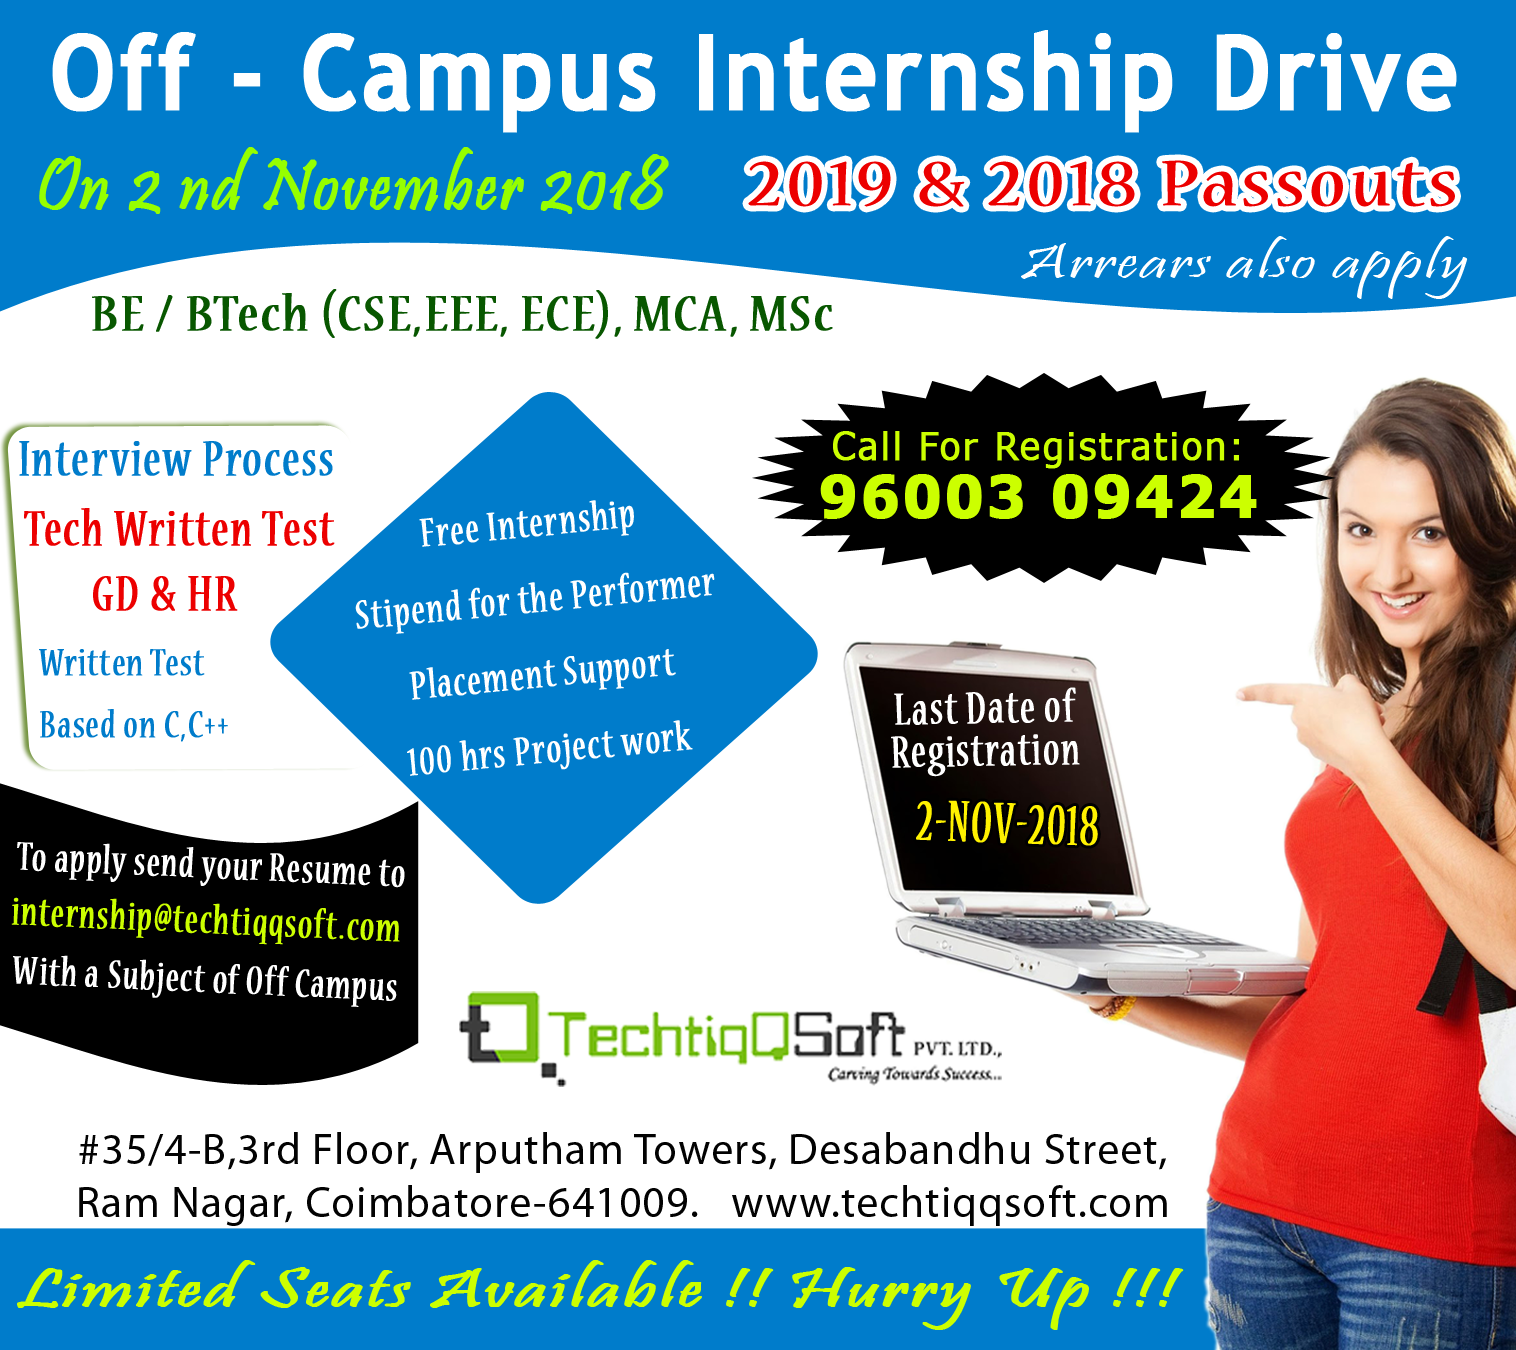 Off - Campus Internship Drive
On 2 nd November 2018
2019 & 2018 Passouts
Arrears also apply
BE / BTech (CSE,EEE, ECE), MCA, MSc
Interview Process
Tech Written Test
GD & HR
Written Test
Based on C,C++
Free Internship
Stipend for the Performer
Placement Support
100 hrs Project work
Call For Registration:
96003 09424
Last Date of
Registration
2-NOV-2018
To apply send your Resume to
internship@techtiqqsoft.com
With a Subject of Off Campus
TechtiqQSoft PVT. LTD.,
Carving Towards Success...
#35/4-B,3rd Floor, Arputham Towers, Desabandhu Street,
Ram Nagar, Coimbatore-641009. www.techtiqqsoft.com
Limited Seats Available !! Hurry Up !!!